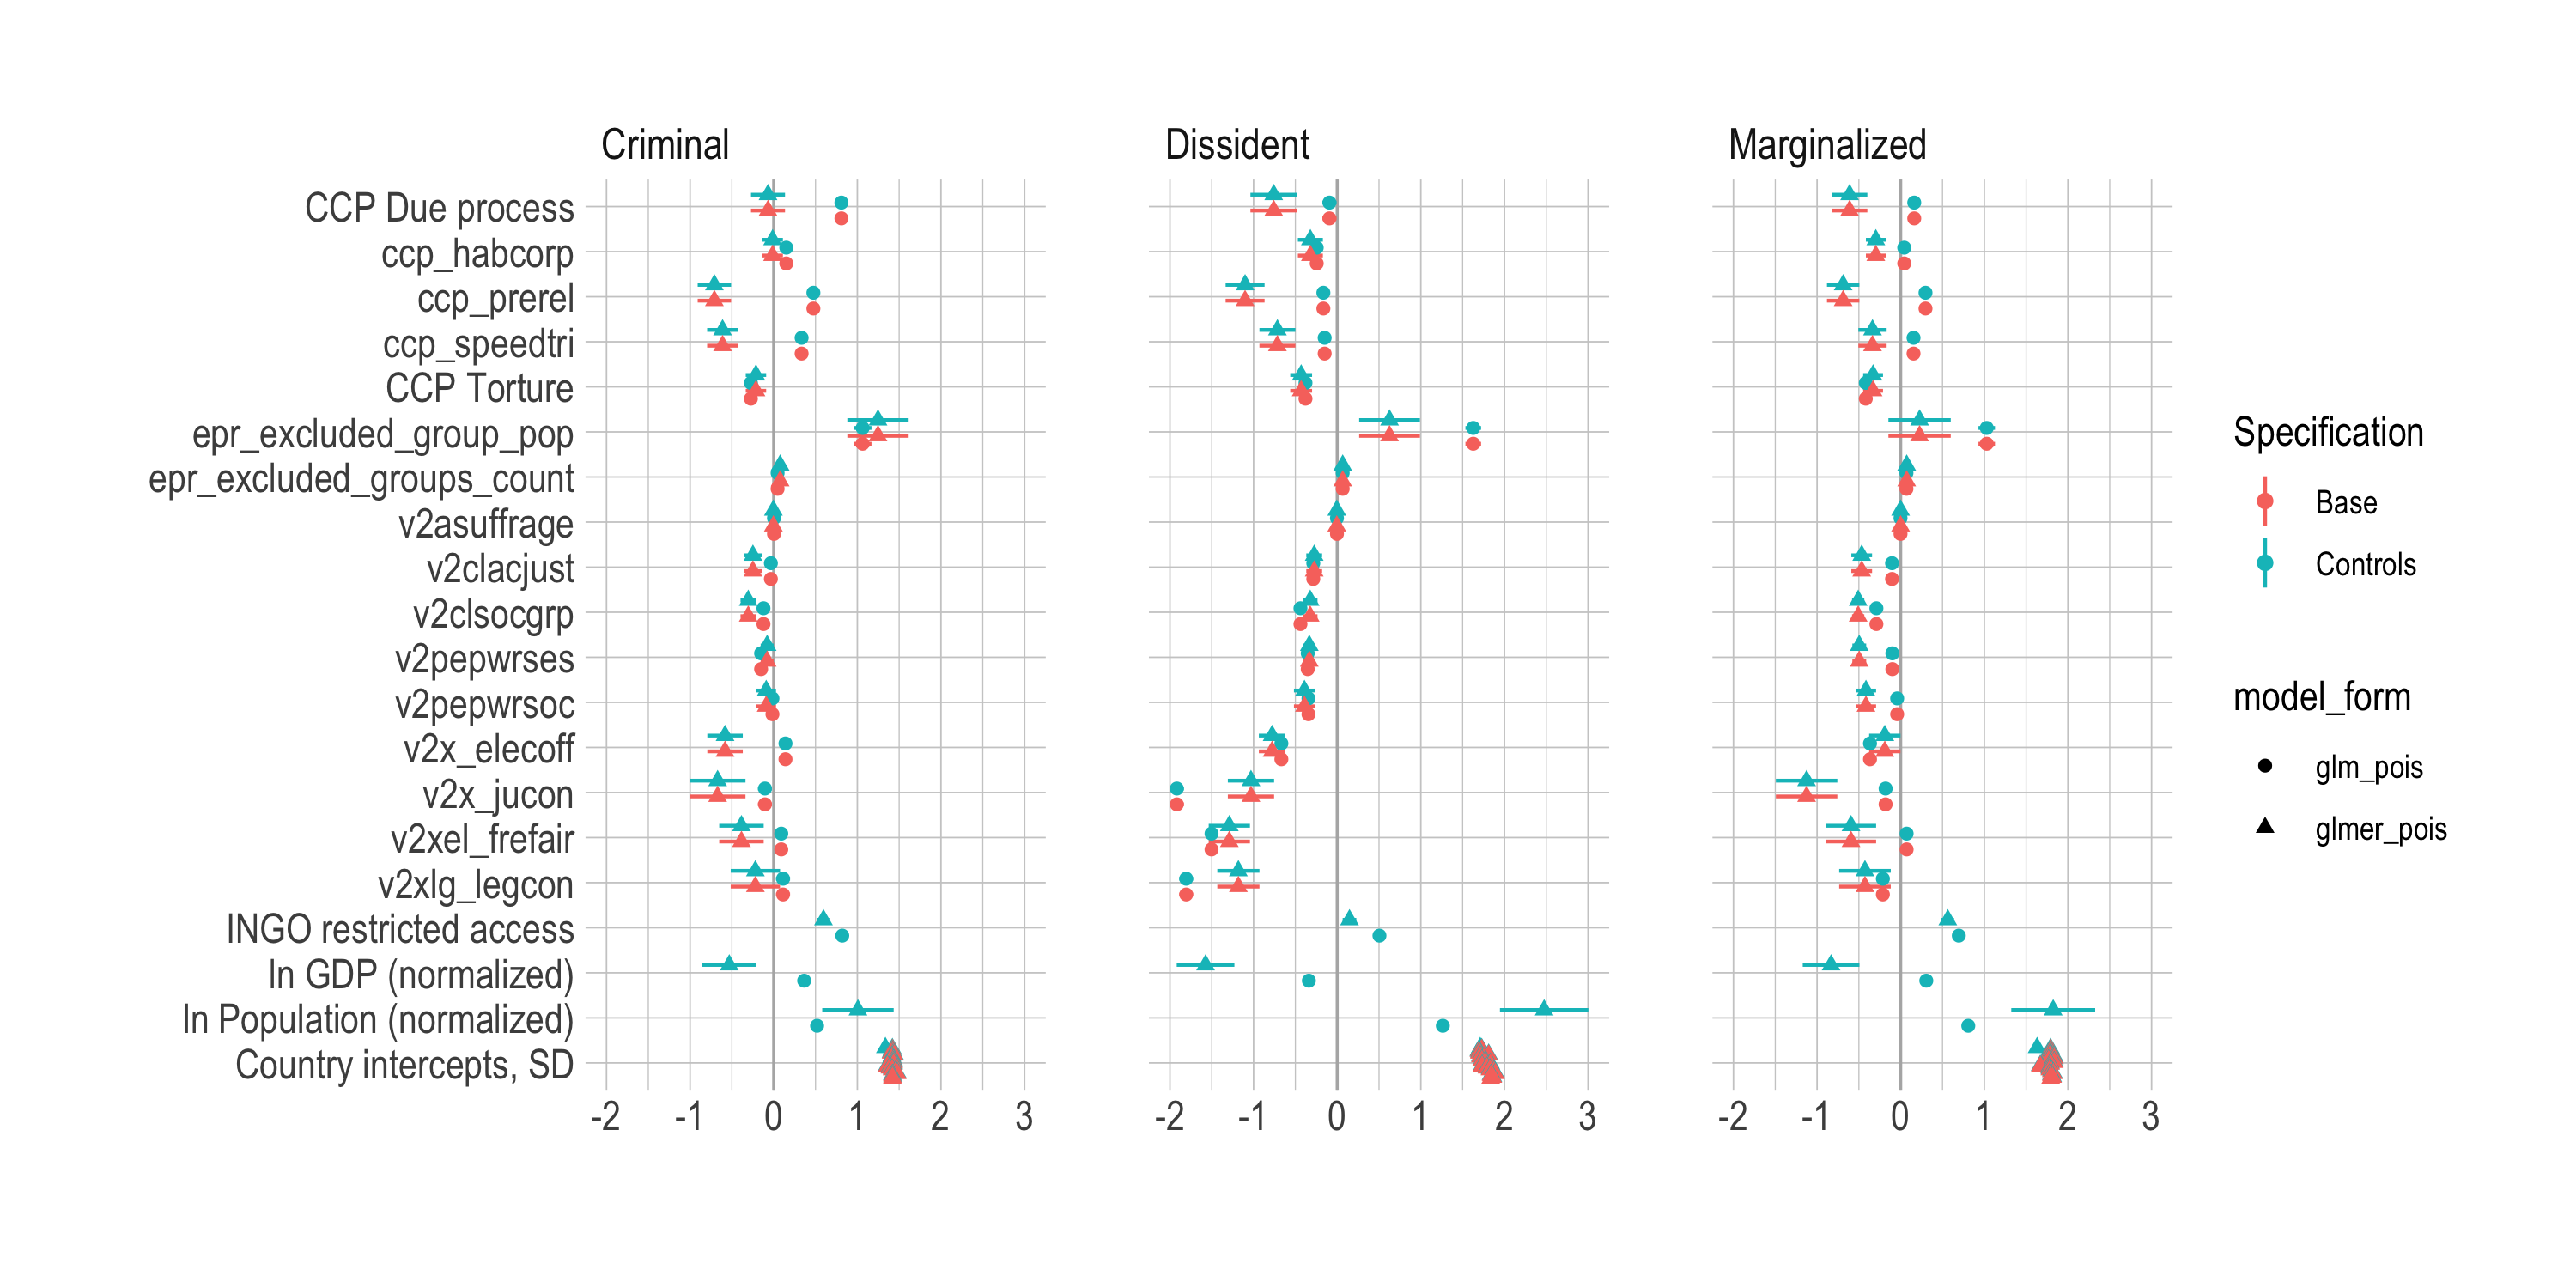 Criminal
Dissident
Marginalized
CCP Due process
ccp_habcorp
ccp_prerel
ccp_speedtri
CCP Torture
epr_excluded_group_pop
epr_excluded_groups_count
v2asuffrage
v2clacjust
v2clsocgrp
v2pepwrses
v2pepwrsoc
v2x_elecoff
v2x_jucon
v2xel_frefair
v2xlg_legcon
INGO restricted access
ln GDP (normalized)
ln Population (normalized)
Country intercepts, SD
-2 -1 0 1 2 3
-2 -1 0 1 2 3
-2 -1 0 1 2 3
Specification
Base
Controls
model_form
glm_pois
glmer_pois